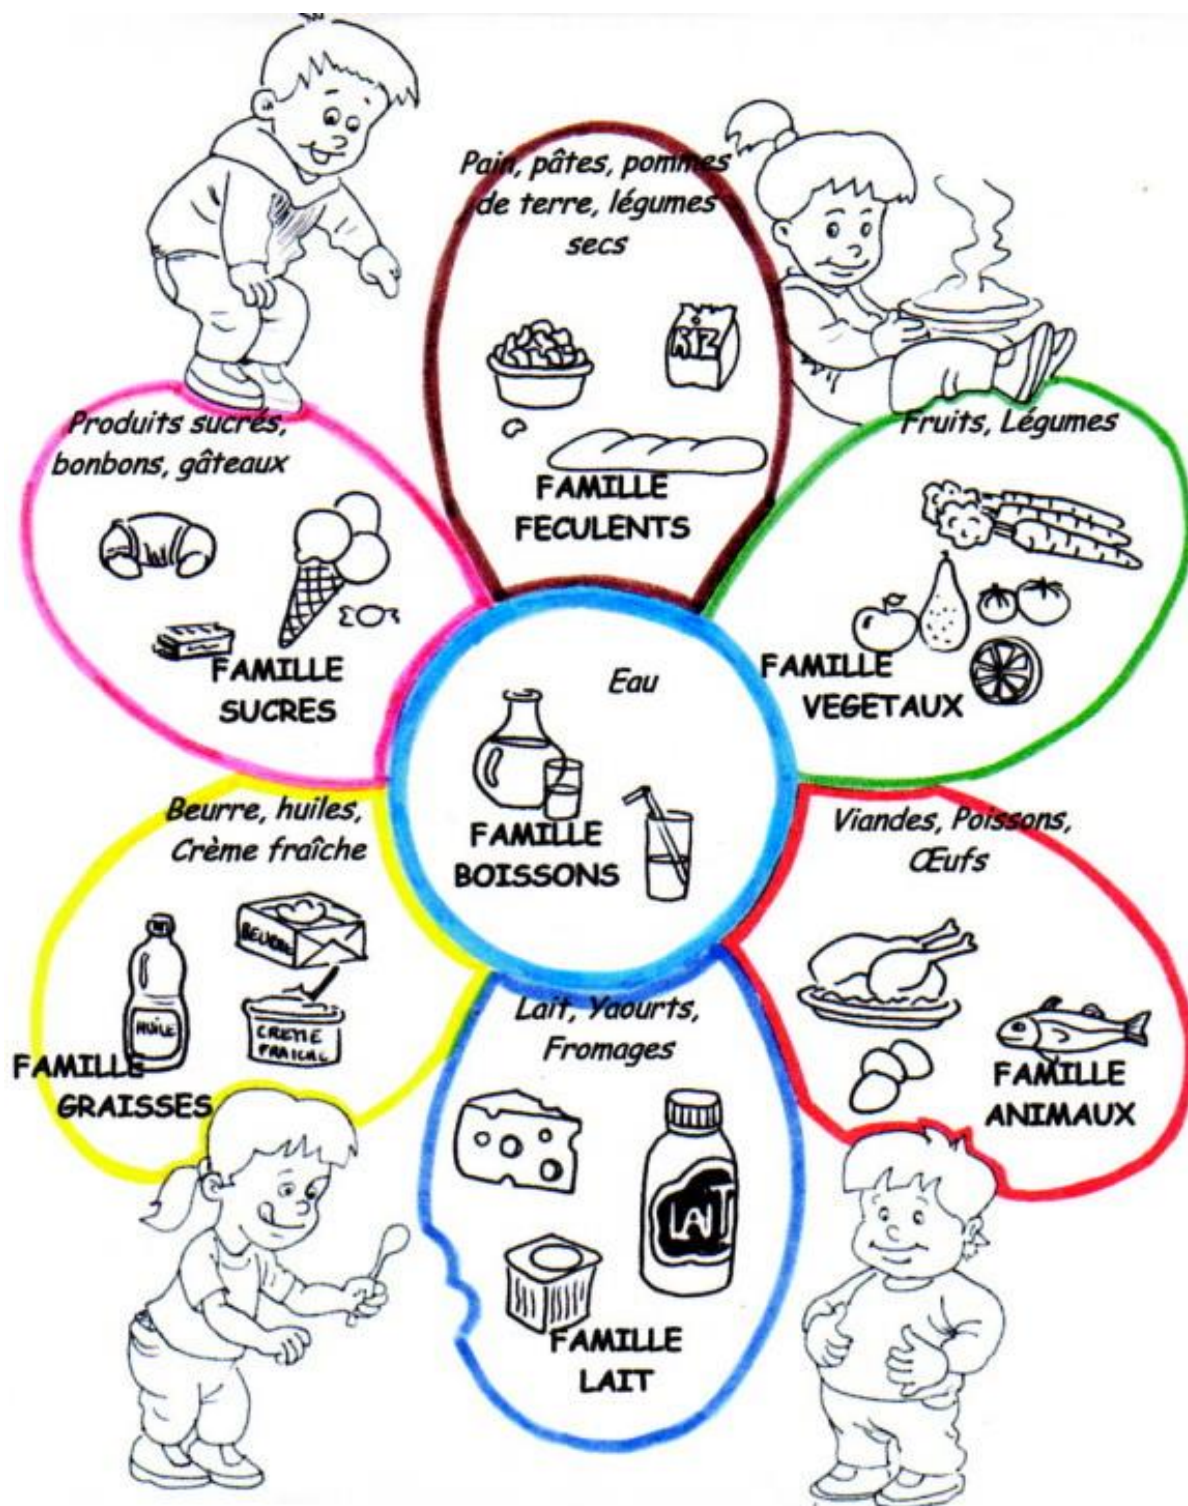 Pain, pâtes, pommes
de terre, légumes
secs
RIZ
FAMILLE
FECULENTS
Produits sucrés,
bonbons, gâteaux
FAMILLE
SUCRES
Fruits, Légumes
FAMILLE
VEGETAUX
Eau
FAMILLE
BOISSONS
Beurre, huiles,
Crème fraîche
BEURRE
HUILE
CREME
FRAICHE
FAMILLE
GRAISSES
Viandes, Poissons,
Œufs
FAMILLE
ANIMAUX
Lait, Yaourts,
Fromages
LAIT
FAMILLE
LAIT